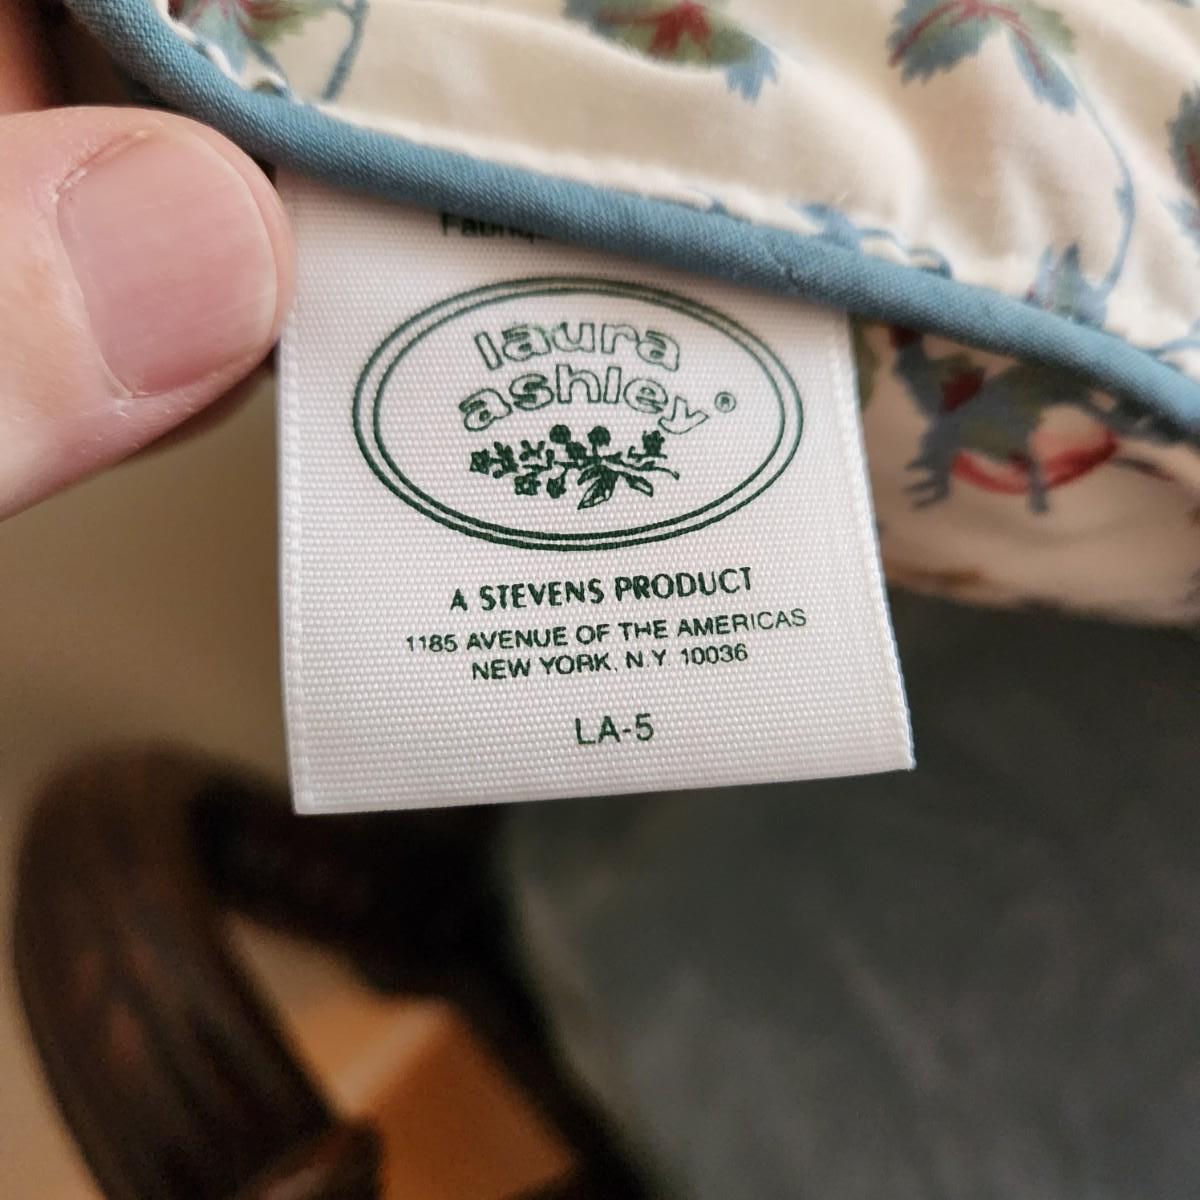 laura
ashley®
A STEVENS PRODUCT
1185 AVENUE OF THE AMERICAS
NEW YORK, N.Y. 10036
LA-5